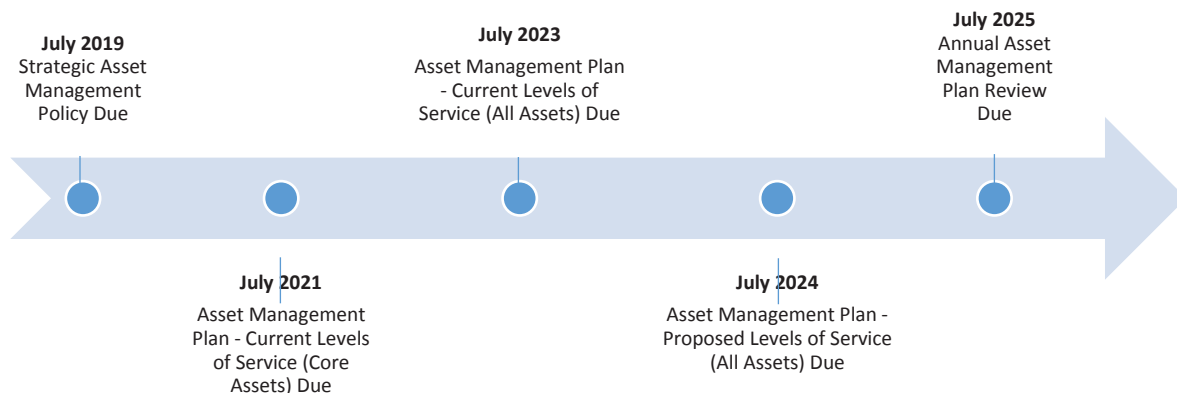 July 2019
Strategic Asset
Management
Policy Due
July 2021
Asset Management
Plan - Current Levels
of Service (Core
Assets) Due
July 2023
Asset Management Plan
- Current Levels of
Service (All Assets) Due
July 2024
Asset Management Plan -
Proposed Levels of Service
(All Assets) Due
July 2025
Annual Asset
Management
Plan Review
Due